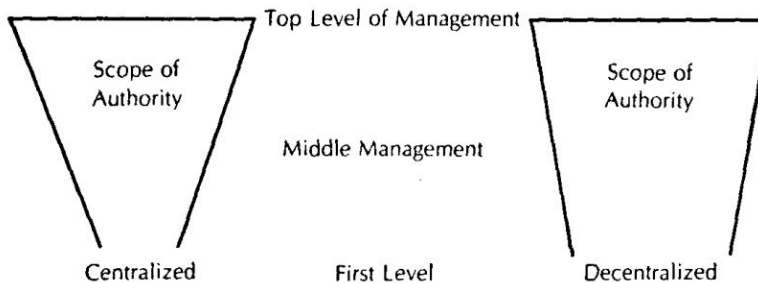 Top Level of Management
Scope of
Authority
Scope of
Authority
Middle Management
Centralized
First Level
Decentralized